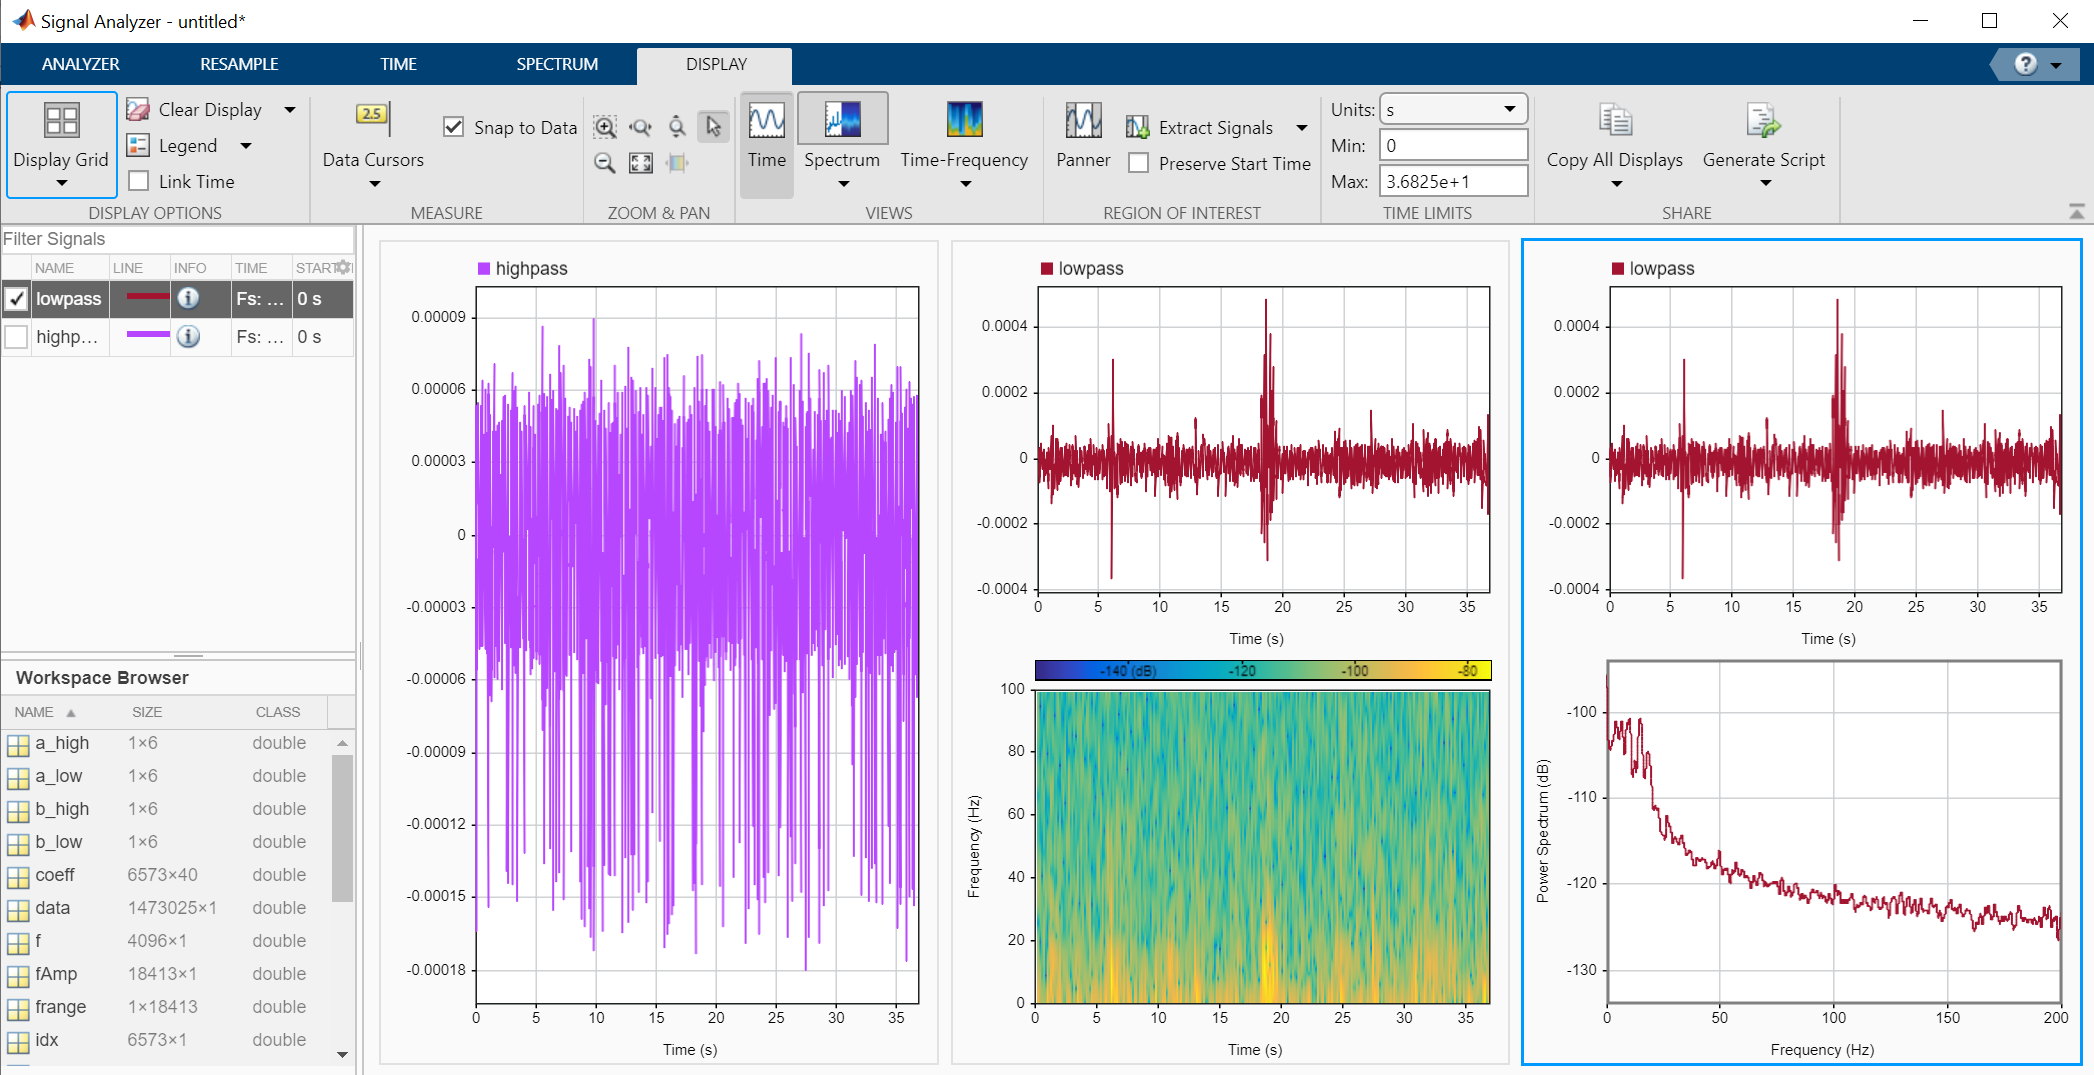 Signal Analyzer - untitled*
ANALYZER RESAMPLE TIME SPECTRUM DISPLAY
?
Display Grid
Clear Display
Legend
Link Time
DISPLAY OPTIONS
2.5
Data Cursors
Snap to Data
MEASURE
ZOOM & PAN
Time
Spectrum
Time-Frequency
VIEWS
Panner
Extract Signals
Preserve Start Time
REGION OF INTEREST
Units: s
Min: 0
Max: 3.6825e+1
TIME LIMITS
Copy All Displays
Generate Script
SHARE
Filter Signals
NAME LINE INFO TIME START
lowpass i Fs: ... 0 s
highp... i Fs: ... 0 s
Workspace Browser
NAME SIZE CLASS
a_high 1×6 double
a_low 1×6 double
b_high 1×6 double
b_low 1×6 double
coeff 6573×40 double
data 1473025×1 double
f 4096×1 double
fAmp 18413×1 double
frange 1×18413 double
idx 6573×1 double
highpass
0.00009
0.00006
0.00003
0
-0.00003
-0.00006
-0.00009
-0.00012
-0.00015
-0.00018
0 5 10 15 20 25 30 35
Time (s)
lowpass
0.0004
0.0002
0
-0.0002
-0.0004
0 5 10 15 20 25 30 35
Time (s)
-140 (dB) -120 -100 -80
100
80
60
40
20
0
Frequency (Hz)
0 5 10 15 20 25 30 35
Time (s)
lowpass
0.0004
0.0002
0
-0.0002
-0.0004
0 5 10 15 20 25 30 35
Time (s)
-100
-110
-120
-130
Power Spectrum (dB)
0 50 100 150 200
Frequency (Hz)